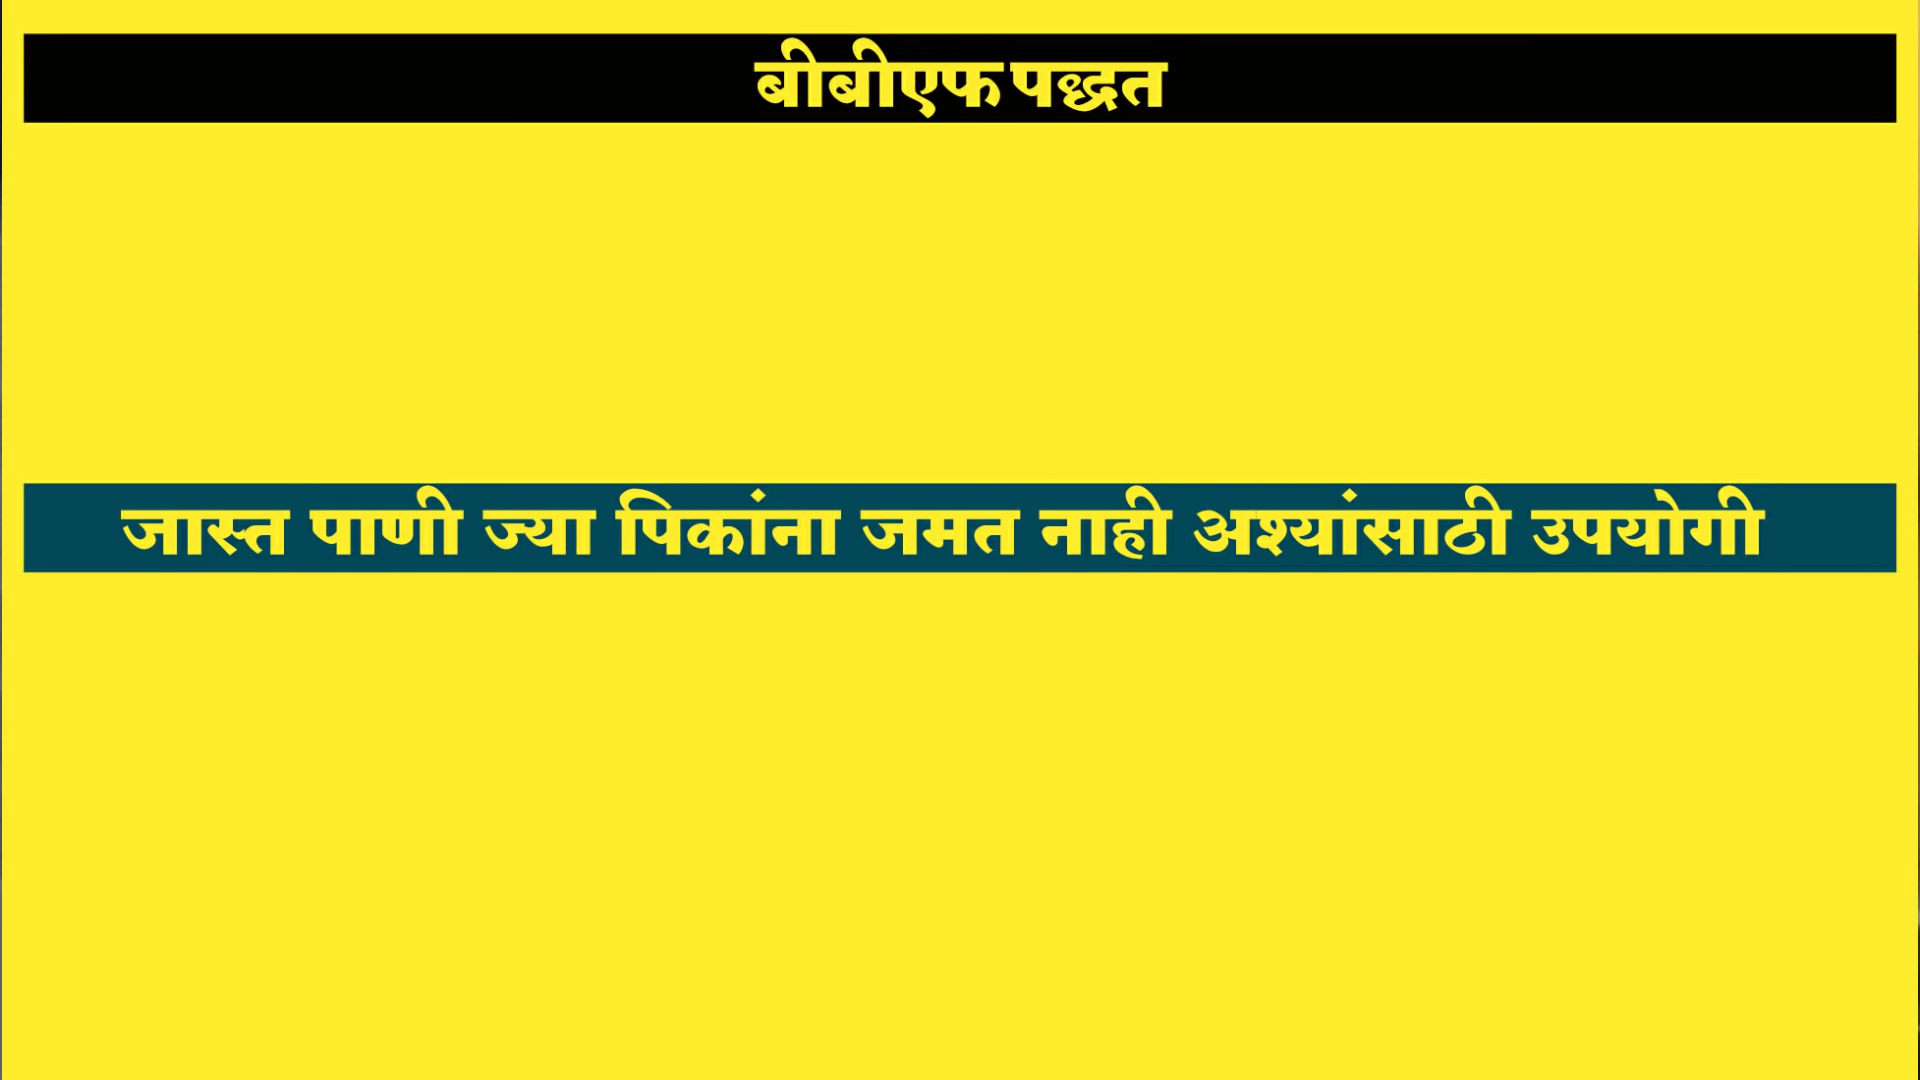 बीबीएफ पद्धत
जास्त पाणी ज्या पिकांना जमत नाही अश्यांसाठी उपयोगी